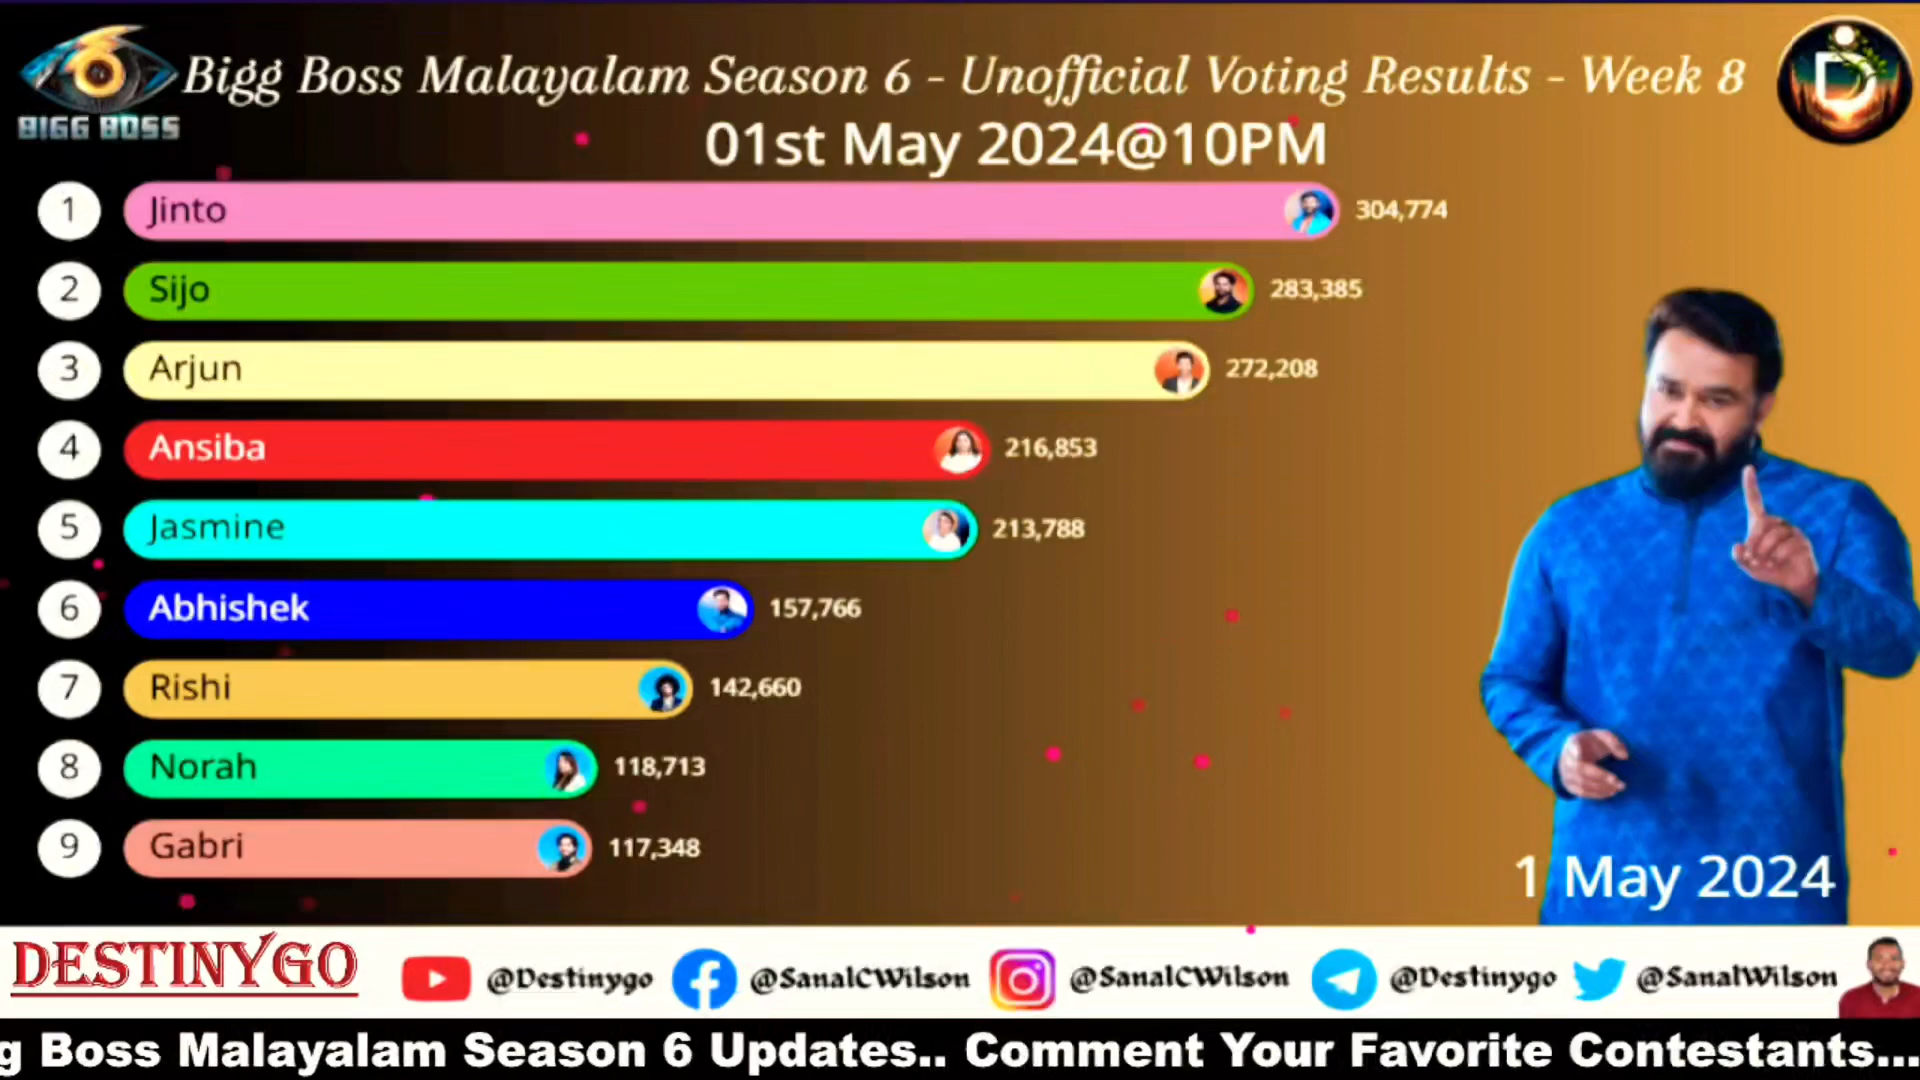 Bigg Boss Malayalam Season 6 - Unofficial Voting Results - Week 8
BIGG BOSS
01st May 2024@10PM
1 Jinto 304,774
2 Sijo 283,385
3 Arjun 272,208
4 Ansiba 216,853
5 Jasmine 213,788
6 Abhishek 157,766
7 Rishi 142,660
8 Norah 118,713
9 Gabri 117,348
1 May 2024
DESTINYGO @Destinygo @SanalCWilson @SanalCWilson @Destinygo @SanalWilson
g Boss Malayalam Season 6 Updates.. Comment Your Favorite Contestants...